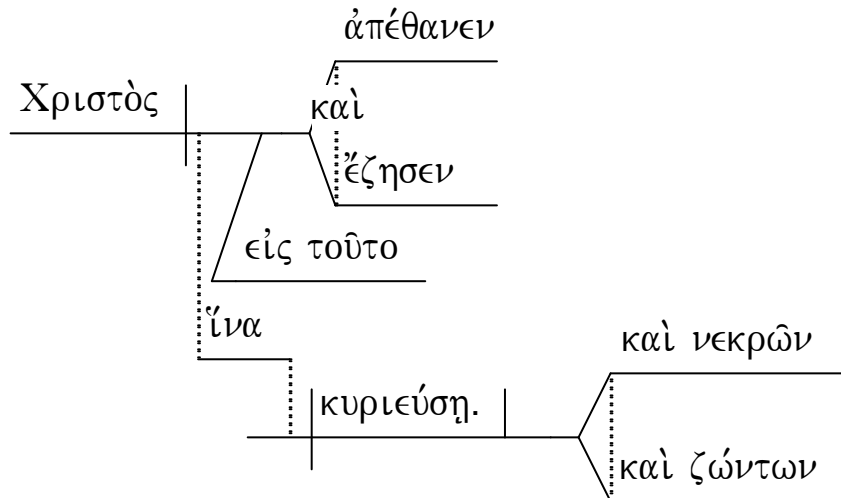 ἀπέθανεν
Χριστὸς
καὶ
ἔζησεν
εἰς τοῦτο
ἵνα
καὶ νεκρῶν
κυριεύσῃ.
καὶ ζώντων